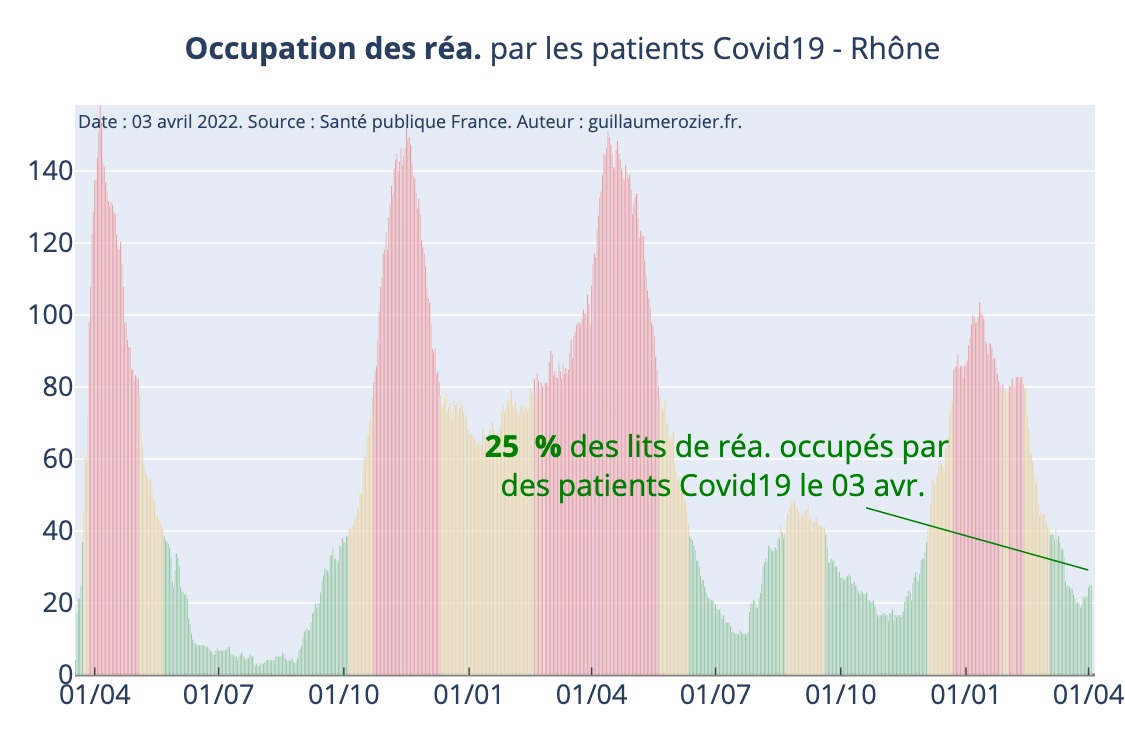 Occupation des réa. par les patients Covid19 - Rhône
Date : 03 avril 2022. Source : Santé publique France. Auteur : guillaumerozier.fr.
140
120
100
80
60
40
20
0
25 % des lits de réa. occupés par
des patients Covid19 le 03 avr.
01/04 01/07 01/10 01/01 01/04 01/07 01/10 01/01 01/04